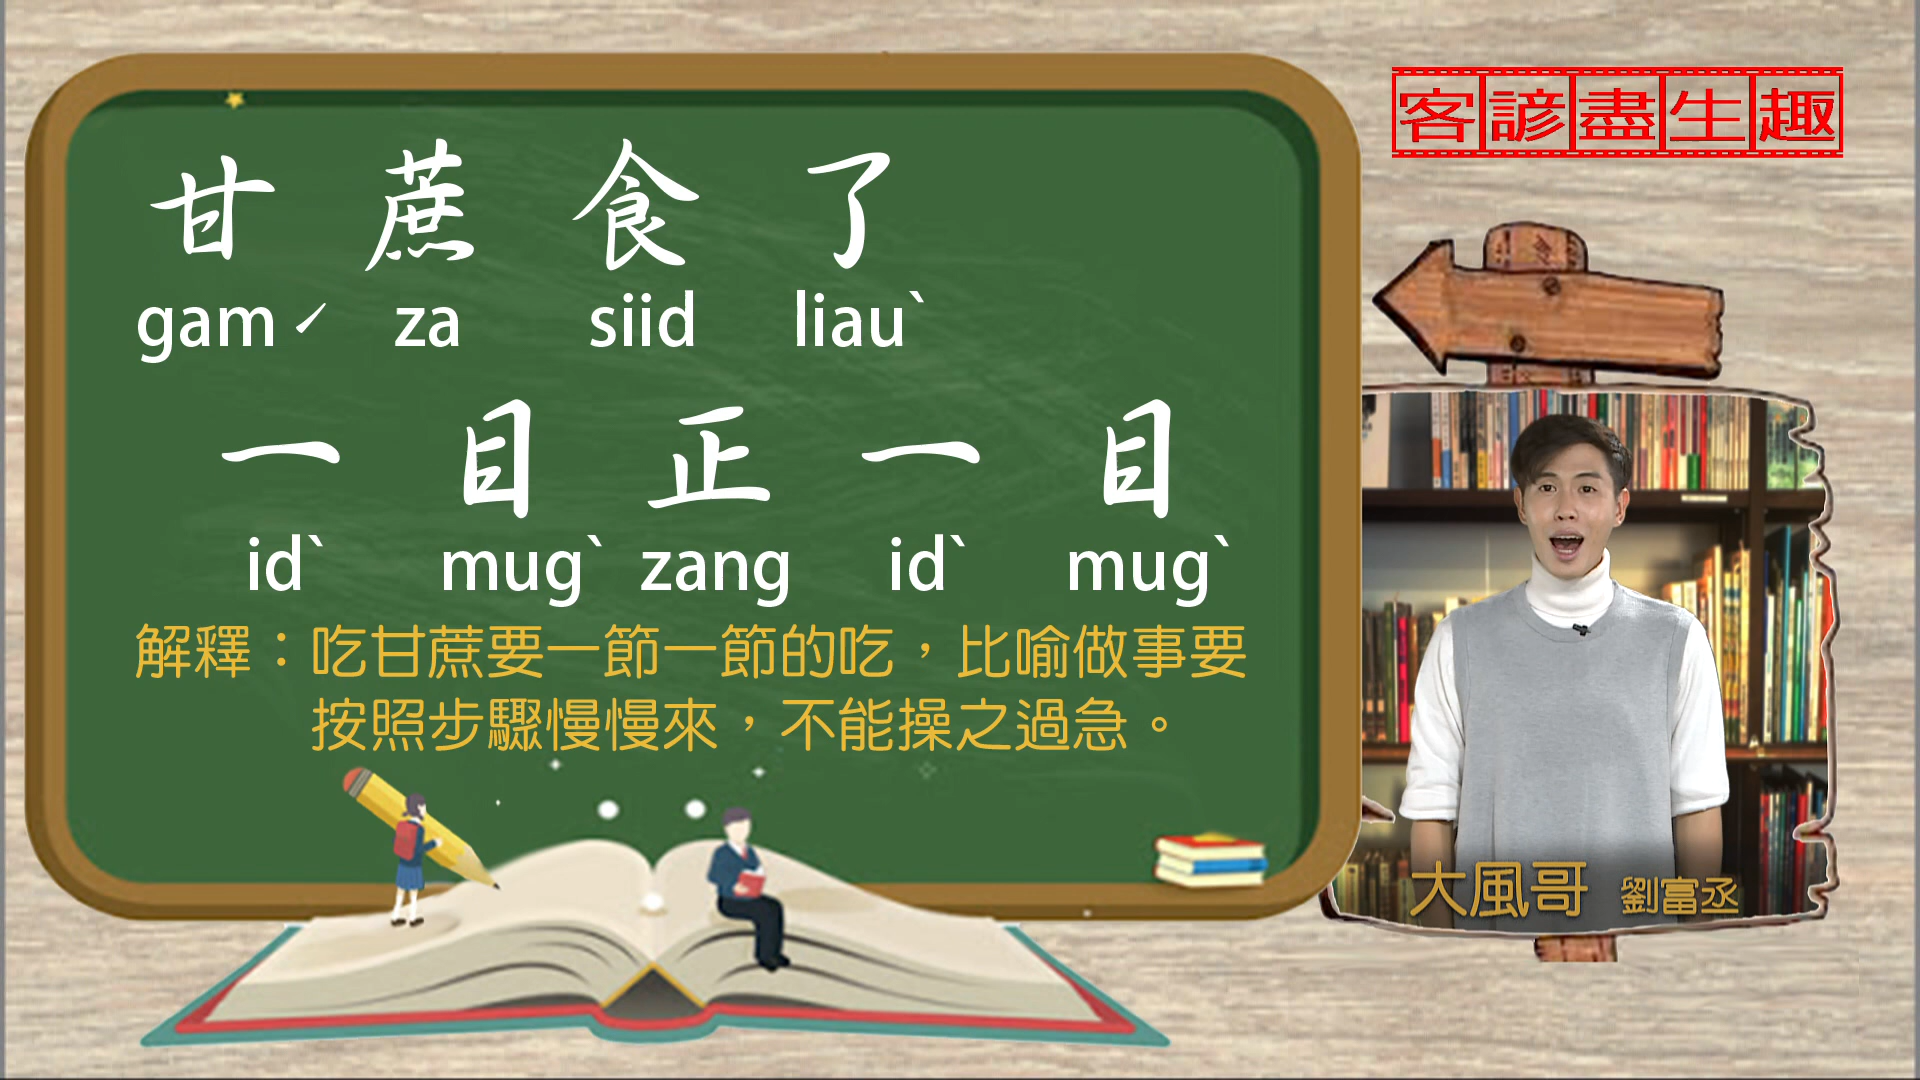 客諺盡生趣
甘蔗食了
gamˊ za siid liauˋ
一目正一目
idˋ mugˋ zang idˋ mugˋ
解釋：吃甘蔗要一節一節的吃，比喻做事要
按照步驟慢慢來，不能操之過急。
大風哥 劉富丞